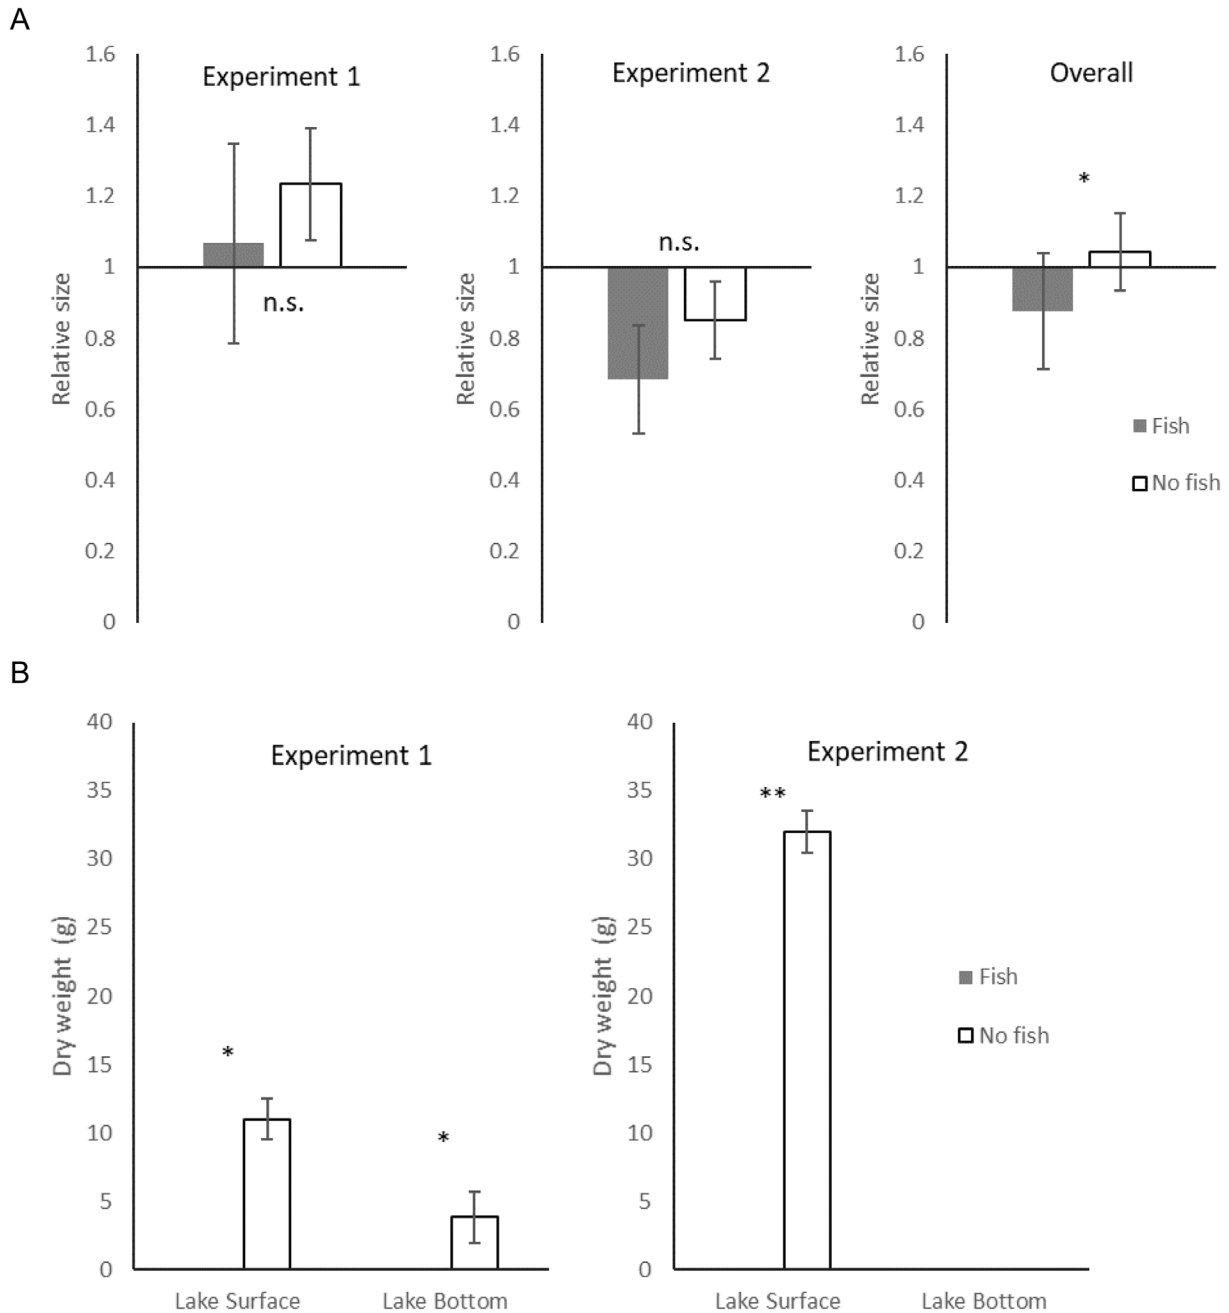 A
Experiment 1
Relative size
1.6
1.4
1.2
1
0.8
0.6
0.4
0.2
0
n.s.
Experiment 2
Relative size
1.6
1.4
1.2
1
0.8
0.6
0.4
0.2
0
n.s.
Overall
Relative size
1.6
1.4
1.2
1
0.8
0.6
0.4
0.2
0
*
Fish
No fish
B
Experiment 1
Dry weight (g)
40
35
30
25
20
15
10
5
0
*
*
Lake Surface
Lake Bottom
Experiment 2
Dry weight (g)
40
35
30
25
20
15
10
5
0
**
Lake Surface
Lake Bottom
Fish
No fish